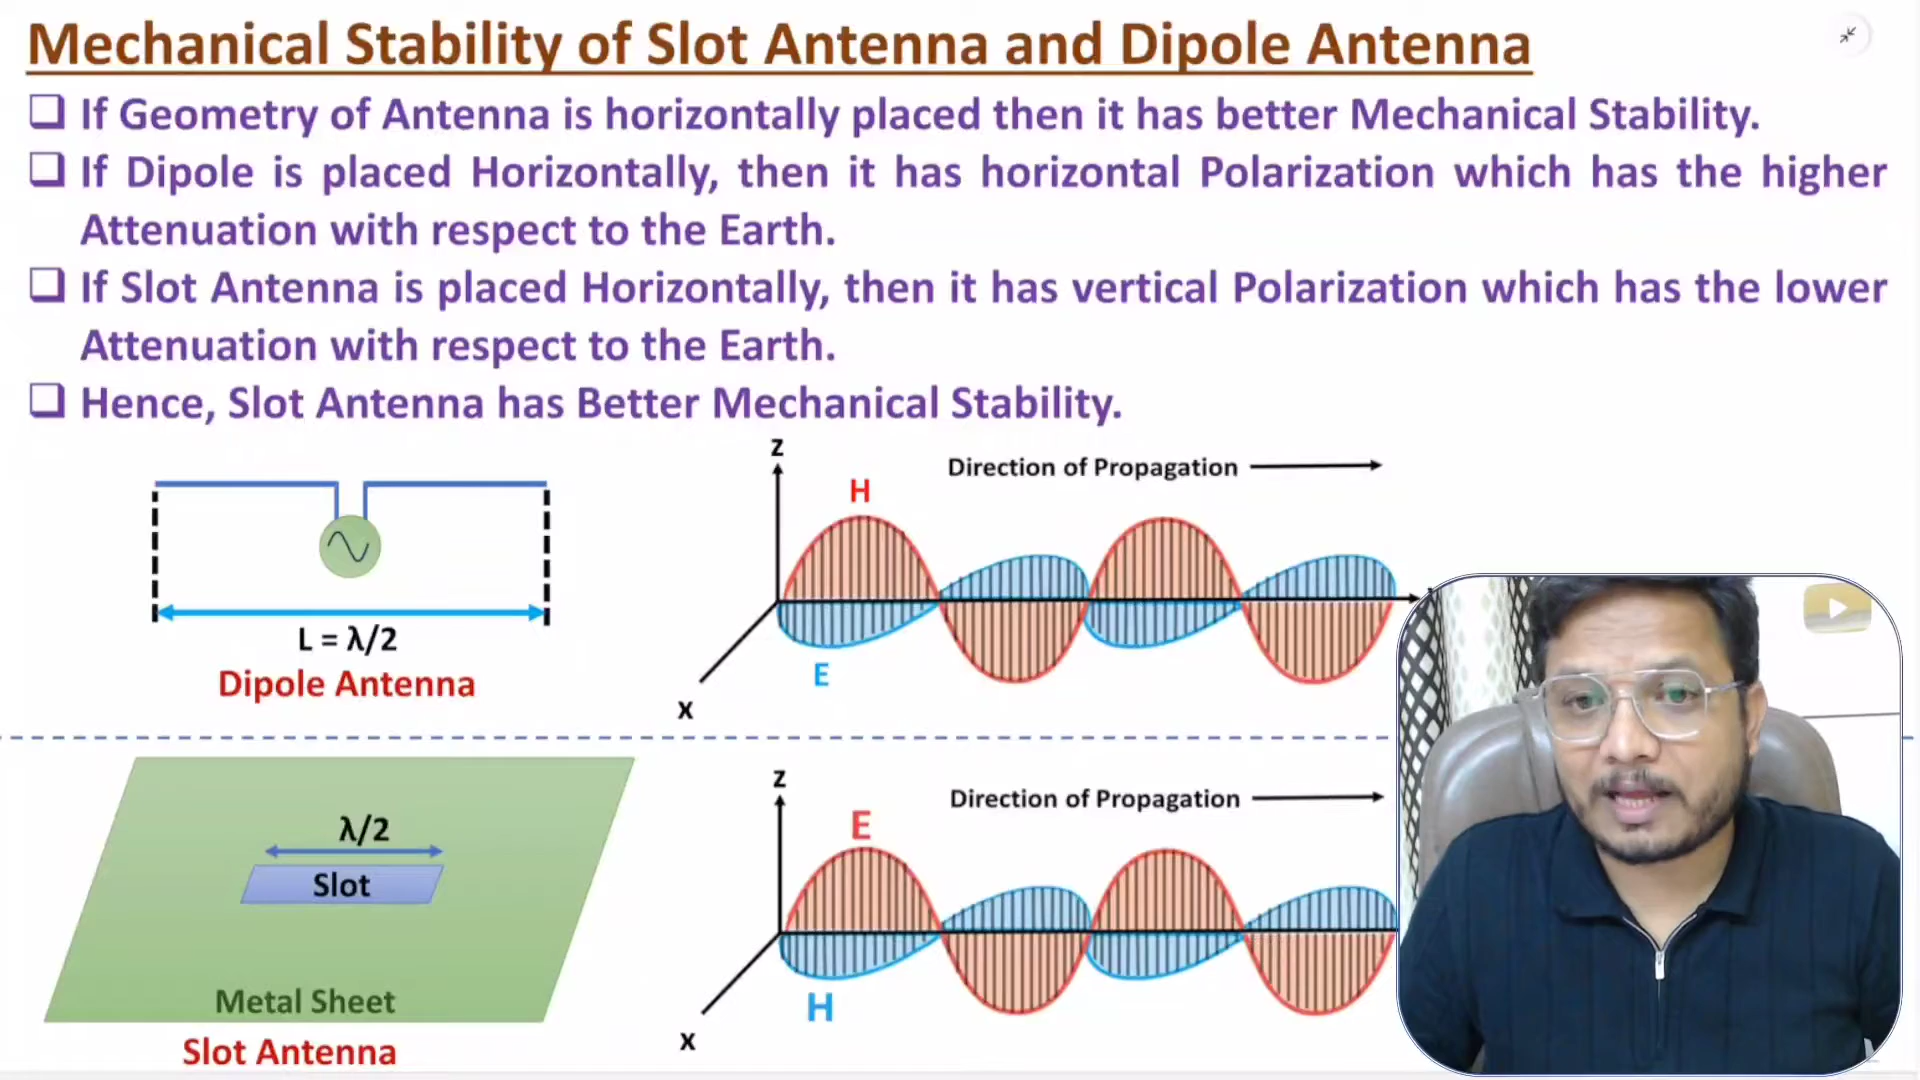 Mechanical Stability of Slot Antenna and Dipole Antenna
❑ If Geometry of Antenna is horizontally placed then it has better Mechanical Stability.
❑ If Dipole is placed Horizontally, then it has horizontal Polarization which has the higher
Attenuation with respect to the Earth.
❑ If Slot Antenna is placed Horizontally, then it has vertical Polarization which has the lower
Attenuation with respect to the Earth.
❑ Hence, Slot Antenna has Better Mechanical Stability.
L = λ/2
Dipole Antenna
z
Direction of Propagation
H
E
x
λ/2
Slot
Metal Sheet
Slot Antenna
z
Direction of Propagation
E
H
x